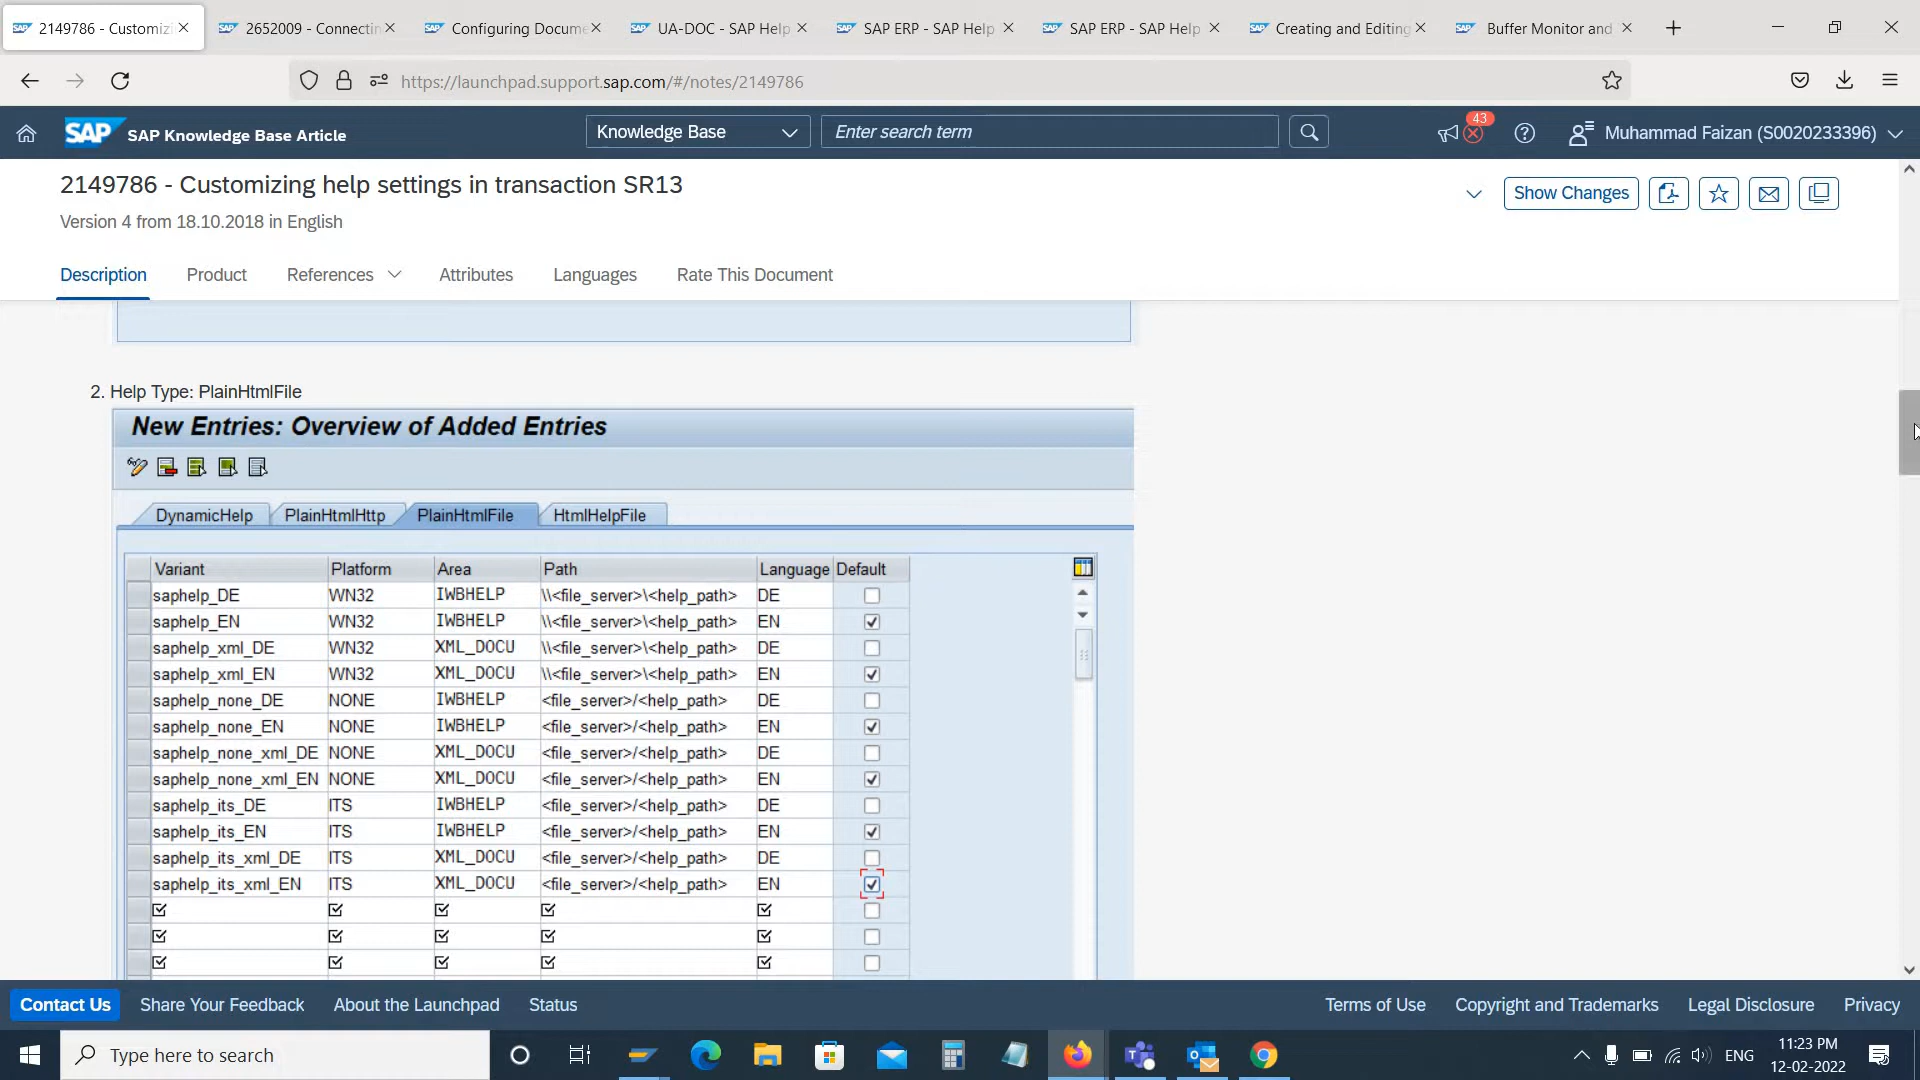 2149786 - Customizi
2652009 - Connectin
Configuring Docume
UA-DOC - SAP Help
SAP ERP - SAP Help
SAP ERP - SAP Help
Creating and Editing
Buffer Monitor and
https://launchpad.support.sap.com/#/notes/2149786
SAP SAP Knowledge Base Article
Knowledge Base
Enter search term
43
Muhammad Faizan (S0020233396)
2149786 - Customizing help settings in transaction SR13
Show Changes
Version 4 from 18.10.2018 in English
Description Product References Attributes Languages Rate This Document
2. Help Type: PlainHtmlFile
New Entries: Overview of Added Entries
DynamicHelp PlainHtmlHttp PlainHtmlFile HtmlHelpFile
Variant Platform Area Path Language Default
saphelp_DE WN32 IWBHELP \\<file_server>\<help_path> DE
saphelp_EN WN32 IWBHELP \\<file_server>\<help_path> EN
saphelp_xml_DE WN32 XML_DOCU \\<file_server>\<help_path> DE
saphelp_xml_EN WN32 XML_DOCU \\<file_server>\<help_path> EN
saphelp_none_DE NONE IWBHELP <file_server>/<help_path> DE
saphelp_none_EN NONE IWBHELP <file_server>/<help_path> EN
saphelp_none_xml_DE NONE XML_DOCU <file_server>/<help_path> DE
saphelp_none_xml_EN NONE XML_DOCU <file_server>/<help_path> EN
saphelp_its_DE ITS IWBHELP <file_server>/<help_path> DE
saphelp_its_EN ITS IWBHELP <file_server>/<help_path> EN
saphelp_its_xml_DE ITS XML_DOCU <file_server>/<help_path> DE
saphelp_its_xml_EN ITS XML_DOCU <file_server>/<help_path> EN
Contact Us Share Your Feedback About the Launchpad Status Terms of Use Copyright and Trademarks Legal Disclosure Privacy
Type here to search
ENG
11:23 PM
12-02-2022